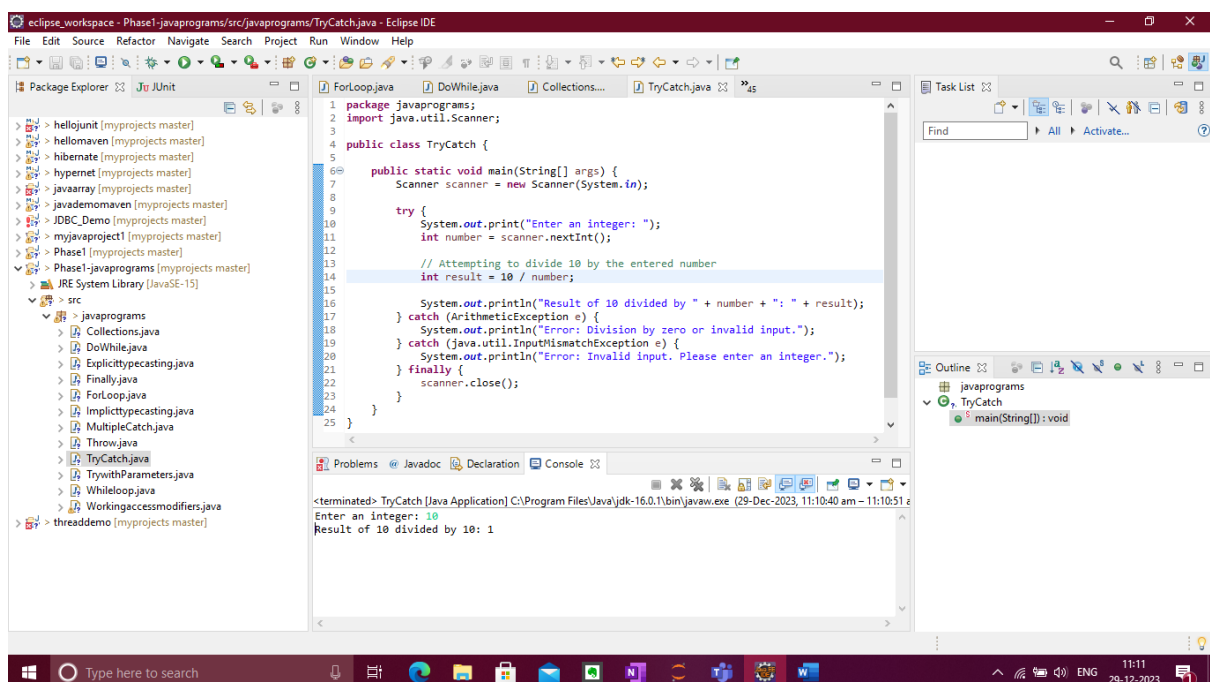 eclipse_workspace - Phase1-javaprograms/src/javaprograms/TryCatch.java - Eclipse IDE
File Edit Source Refactor Navigate Search Project Run Window Help
Package Explorer JUnit
> hellojunit [myprojects master]
> hellomaven [myprojects master]
> hibernate [myprojects master]
> hypernet [myprojects master]
> javaarray [myprojects master]
> javademomaven [myprojects master]
> JDBC_Demo [myprojects master]
> myjavaproject1 [myprojects master]
> Phase1 [myprojects master]
> Phase1-javaprograms [myprojects master]
JRE System Library [JavaSE-15]
> src
> javaprograms
Collections.java
DoWhile.java
Explicittypecasting.java
Finally.java
ForLoop.java
Implicttypecasting.java
MultipleCatch.java
Throw.java
TryCatch.java
TrywithParameters.java
Whileloop.java
Workingaccessmodifiers.java
> threaddemo [myprojects master]
ForLoop.java DoWhile.java Collections.... TryCatch.java »45
1 package javaprograms;
2 import java.util.Scanner;
3
4 public class TryCatch {
5
6 public static void main(String[] args) {
7 Scanner scanner = new Scanner(System.in);
8
9 try {
10 System.out.print("Enter an integer: ");
11 int number = scanner.nextInt();
12
13 // Attempting to divide 10 by the entered number
14 int result = 10 / number;
15
16 System.out.println("Result of 10 divided by " + number + ": " + result);
17 } catch (ArithmeticException e) {
18 System.out.println("Error: Division by zero or invalid input.");
19 } catch (java.util.InputMismatchException e) {
20 System.out.println("Error: Invalid input. Please enter an integer.");
21 } finally {
22 scanner.close();
23 }
24 }
25 }
Problems Javadoc Declaration Console
<terminated> TryCatch [Java Application] C:\Program Files\Java\jdk-16.0.1\bin\javaw.exe (29-Dec-2023, 11:10:40 am – 11:10:51 a
Enter an integer: 10
Result of 10 divided by 10: 1
Task List
Find All Activate...
Outline
javaprograms
TryCatch
main(String[]) : void
Type here to search
ENG
11:11
29-12-2023